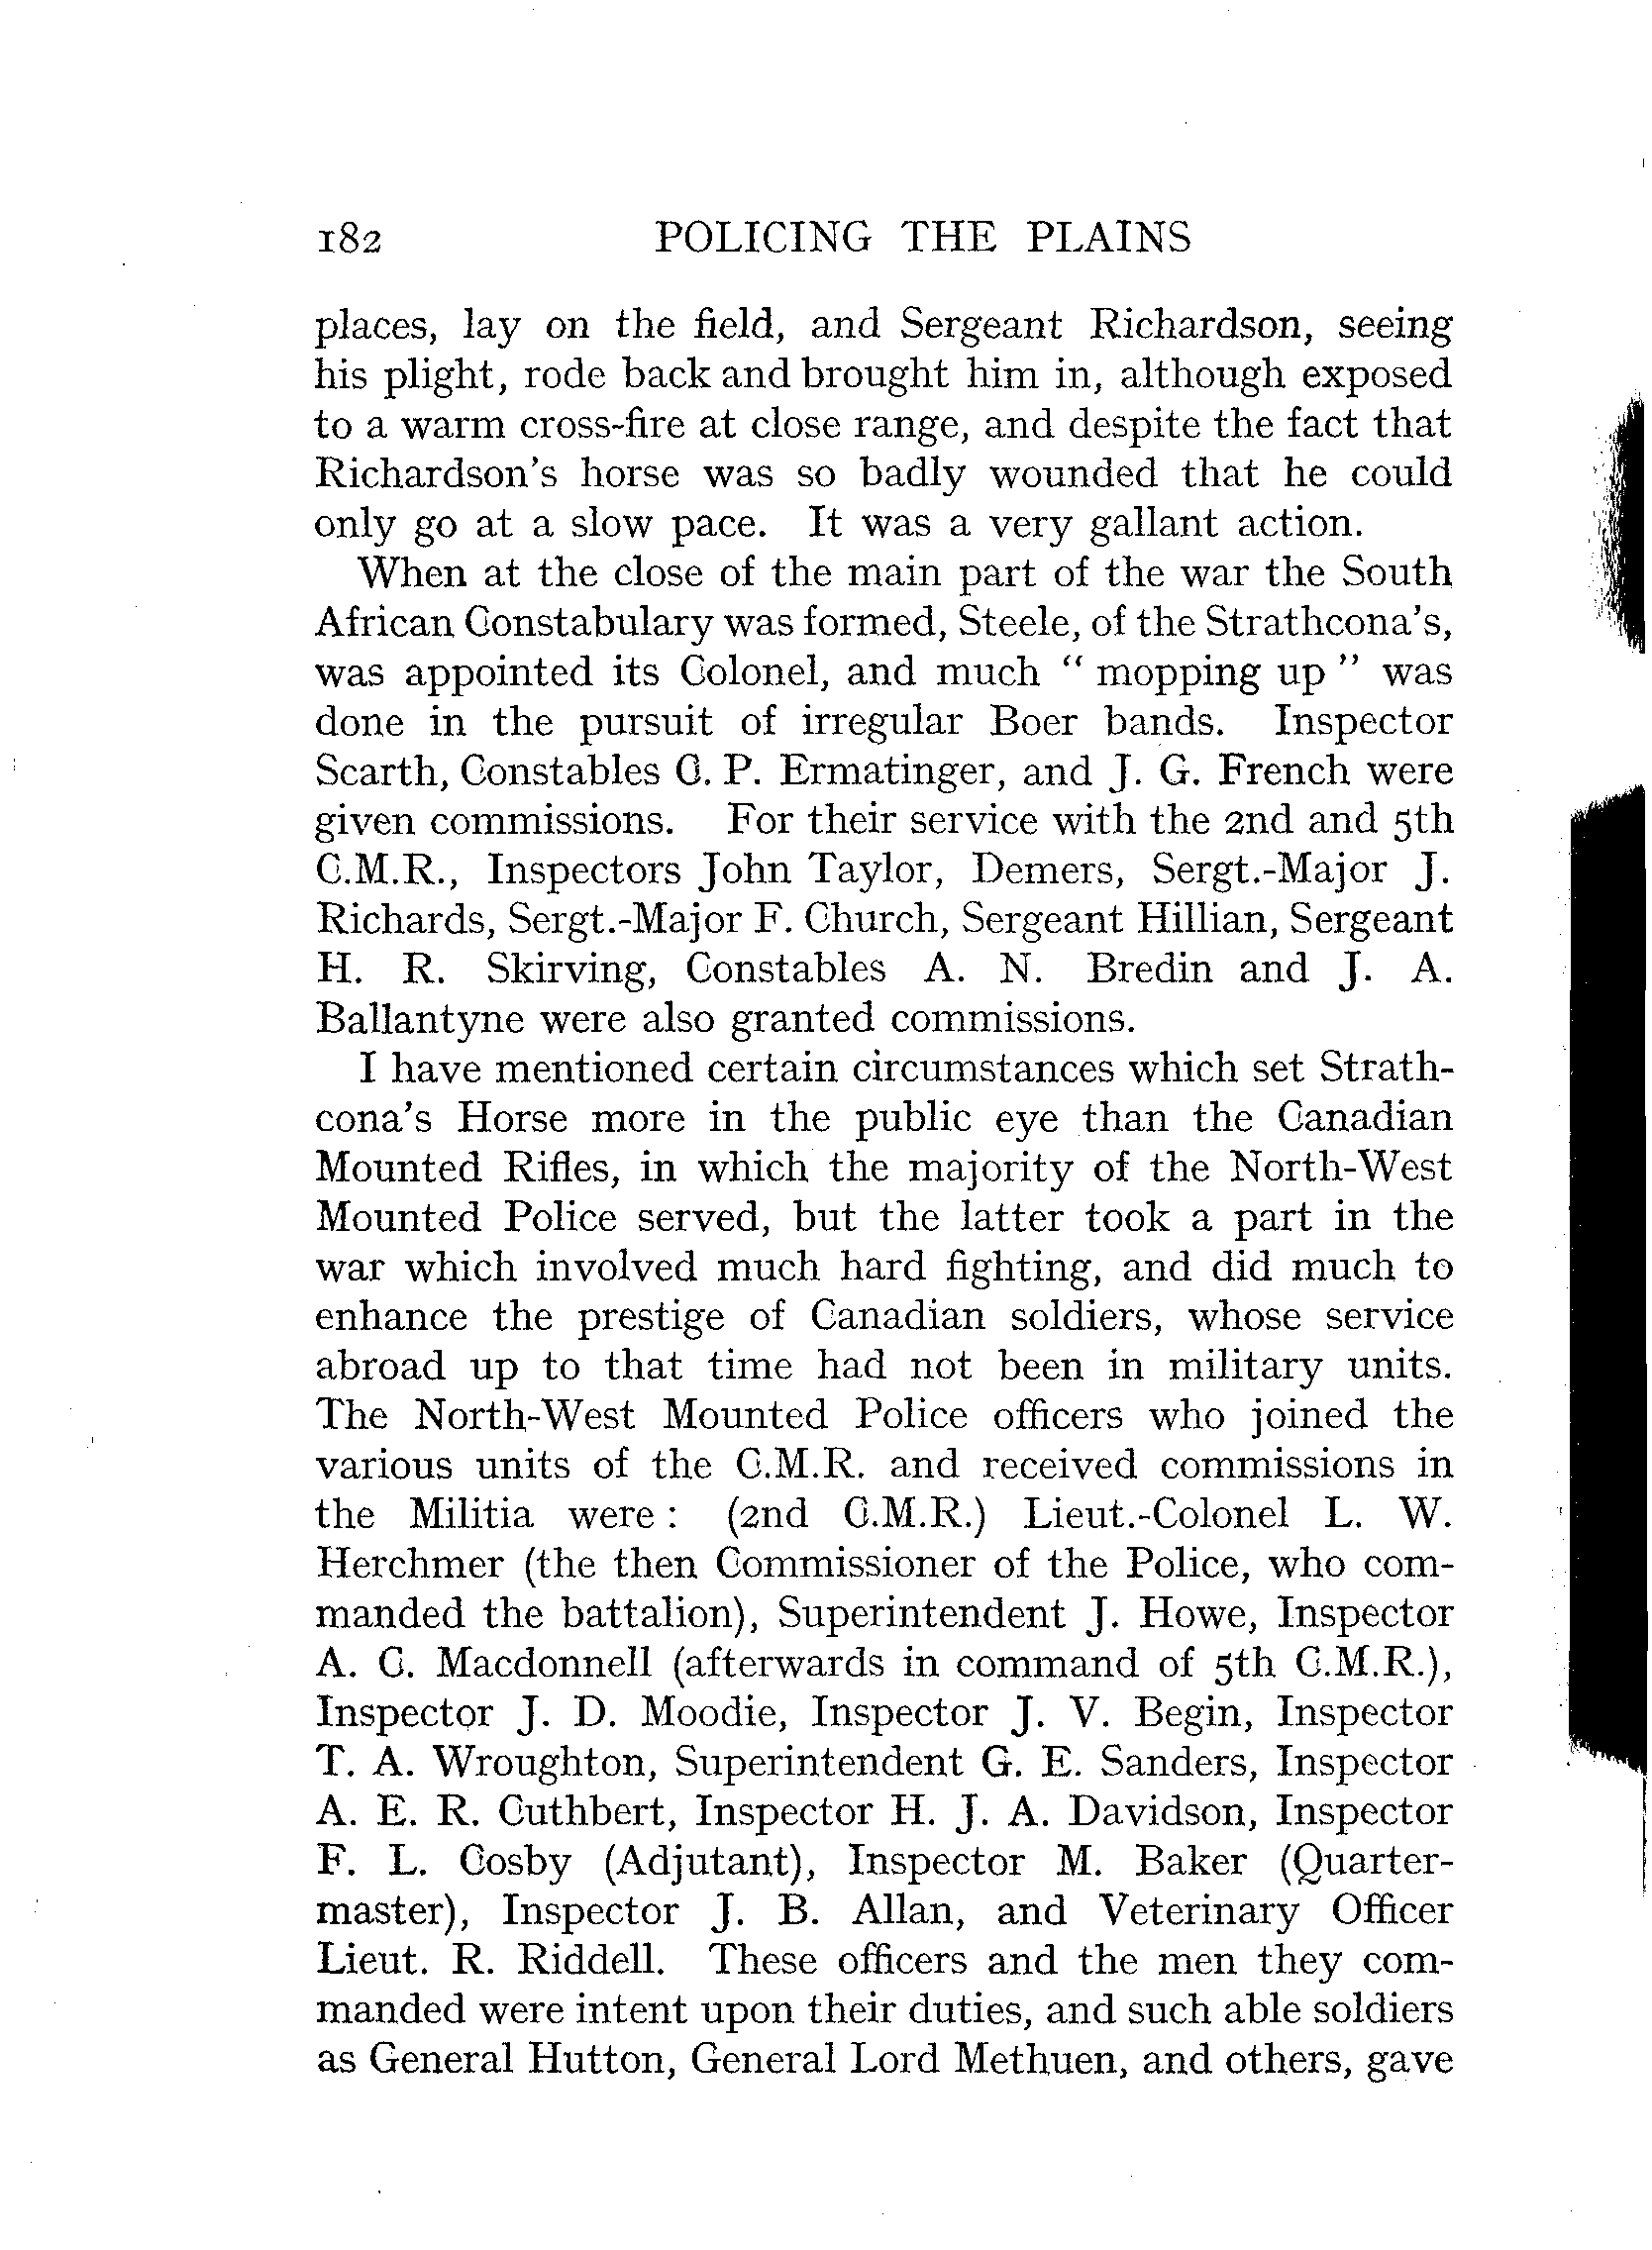 182 POLICING THE PLAINS
places, lay on the field, and Sergeant Richardson, seeing
his plight, rode back and brought him in, although exposed
to a warm cross-fire at close range, and despite the fact that
Richardson's horse was so badly wounded that he could
only go at a slow pace. It was a very gallant action.
When at the close of the main part of the war the South
African Constabulary was formed, Steele, of the Strathcona's,
was appointed its Colonel, and much " mopping up " was
done in the pursuit of irregular Boer bands. Inspector
Scarth, Constables C. P. Ermatinger, and J. G. French were
given commissions. For their service with the 2nd and 5th
C.M.R., Inspectors John Taylor, Demers, Sergt.-Major J.
Richards, Sergt.-Major F. Church, Sergeant Hillian, Sergeant
H. R. Skirving, Constables A. N. Bredin and J. A.
Ballantyne were also granted commissions.
I have mentioned certain circumstances which set Strath-
cona's Horse more in the public eye than the Canadian
Mounted Rifles, in which the majority of the North-West
Mounted Police served, but the latter took a part in the
war which involved much hard fighting, and did much to
enhance the prestige of Canadian soldiers, whose service
abroad up to that time had not been in military units.
The North-West Mounted Police officers who joined the
various units of the C.M.R. and received commissions in
the Militia were : (2nd C.M.R.) Lieut.-Colonel L. W.
Herchmer (the then Commissioner of the Police, who com-
manded the battalion), Superintendent J. Howe, Inspector
A. C. Macdonnell (afterwards in command of 5th C.M.R.),
Inspector J. D. Moodie, Inspector J. V. Begin, Inspector
T. A. Wroughton, Superintendent G. E. Sanders, Inspector
A. E. R. Cuthbert, Inspector H. J. A. Davidson, Inspector
F. L. Cosby (Adjutant), Inspector M. Baker (Quarter-
master), Inspector J. B. Allan, and Veterinary Officer
Lieut. R. Riddell. These officers and the men they com-
manded were intent upon their duties, and such able soldiers
as General Hutton, General Lord Methuen, and others, gave